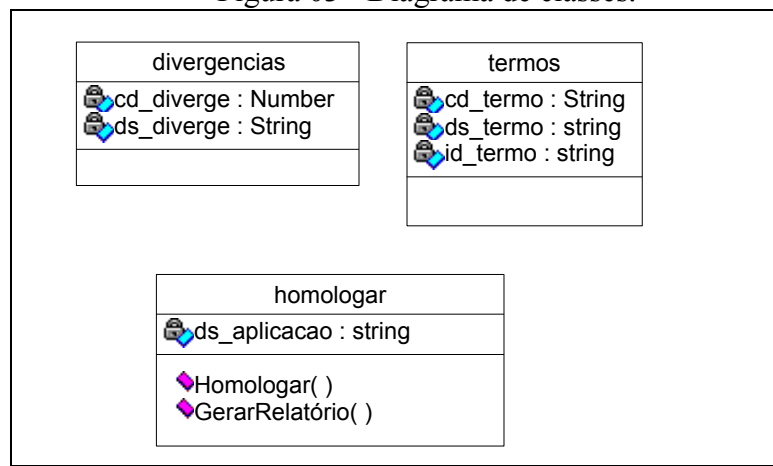 divergencias
cd_diverge : Number
ds_diverge : String
termos
cd_termo : String
ds_termo : string
id_termo : string
homologar
ds_aplicacao : string
Homologar( )
GerarRelatório( )